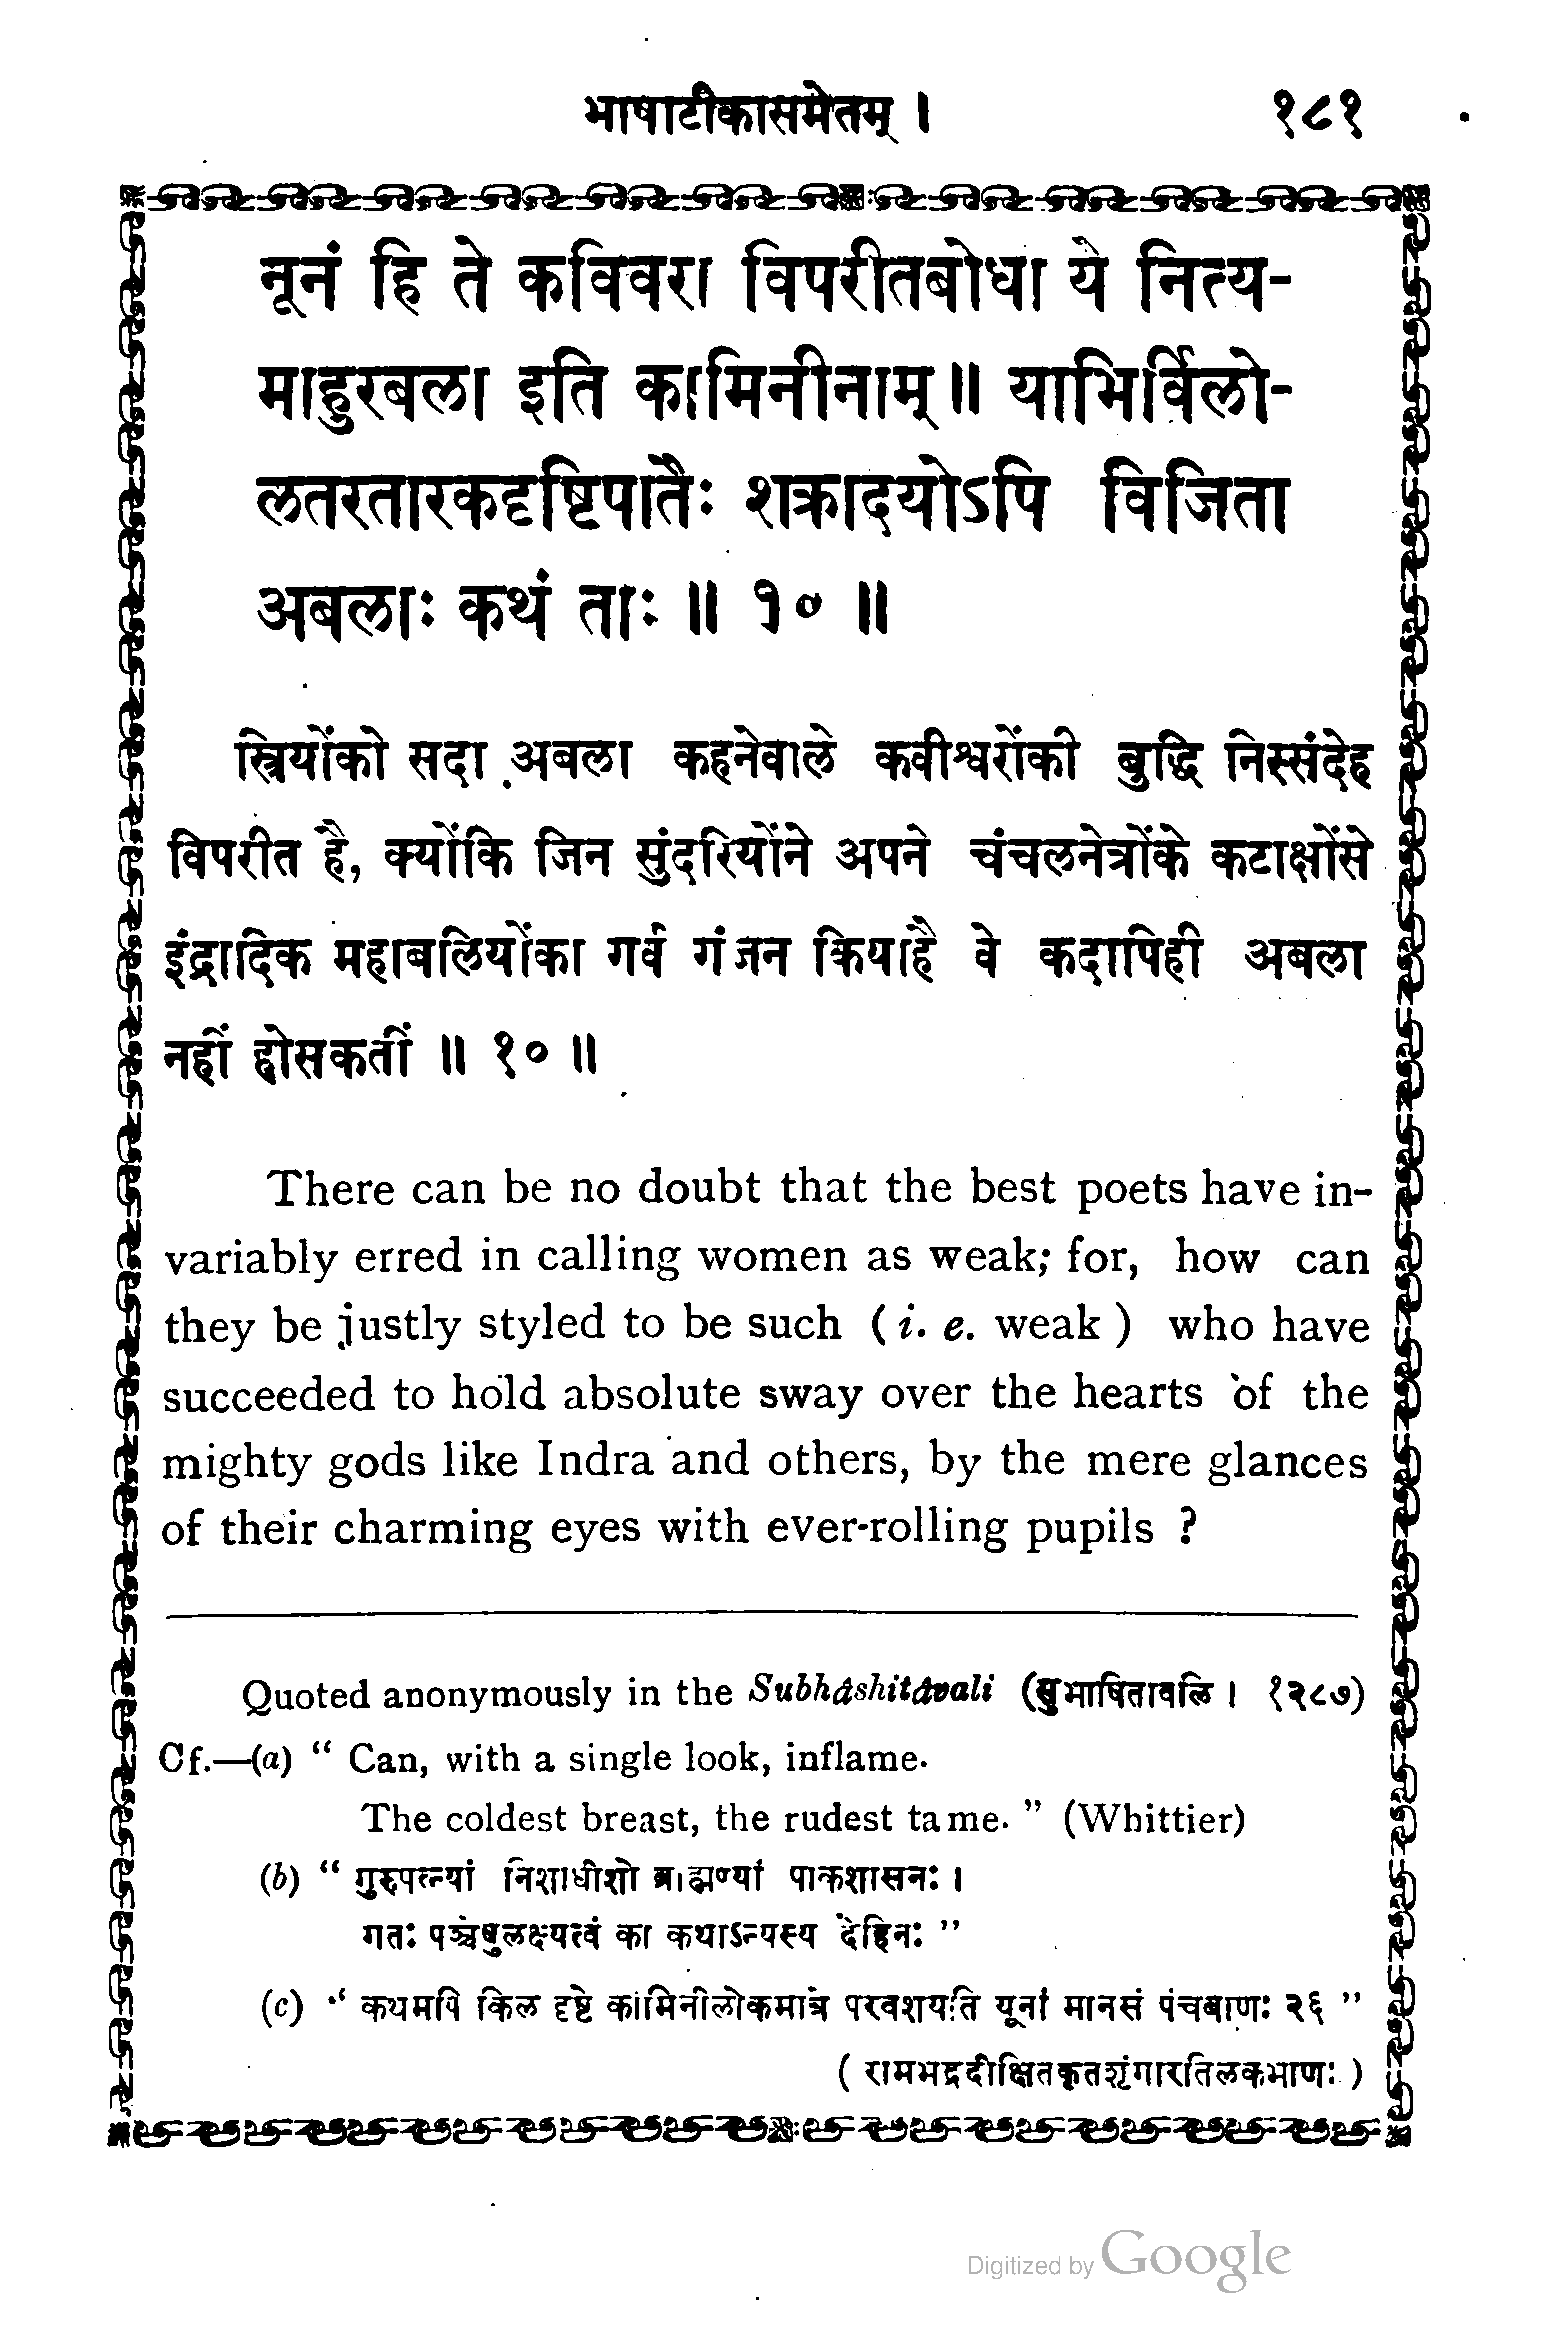 भाषाटीकासमेतम् । १८१
नूनं हि ते कविवरा विपरीतबोधा ये नित्य-
माहुरबला इति कामिनीनाम् ॥ याभिर्विलो-
लतरतारकदृष्टिपातैः शक्रादयोऽपि विजिता
अबलाः कथं ताः ॥ १० ॥
स्त्रियोंको सदा अबला कहनेवाले कवीश्वरोंकी बुद्धि निस्संदेह
विपरीत है, क्योंकि जिन सुंदरियोंने अपने चंचलनेत्रोंके कटाक्षोंसे
इंद्रादिक महाबलियोंका गर्व गंजन कियाहै वे कदापिही अबला
नहीं होसकतीं ॥ १० ॥
There can be no doubt that the best poets have in-
variably erred in calling women as weak; for, how can
they be justly styled to be such ( i. e. weak ) who have
succeeded to hold absolute sway over the hearts of the
mighty gods like Indra and others, by the mere glances
of their charming eyes with ever-rolling pupils ?
Quoted anonymously in the Subhâshitâvali (सुभाषितावलि । १२८७)
Cf.—(a) “ Can, with a single look, inflame.
The coldest breast, the rudest tame. ” (Whittier)
(b) “ गुरुपत्न्यां निशाधीशो ब्राह्मण्यां पाकशासनः ।
गतः पञ्चेषुलक्ष्यत्वं का कथाऽन्यस्य देहिनः ”
(c) “ कथमपि किल दृष्टे कामिनीलोकमात्रे परवशयति यूनां मानसं पंचबाणः २६ ”
( रामभद्रदीक्षितकृतशृंगारतिलकभाणः )
Digitized by Google